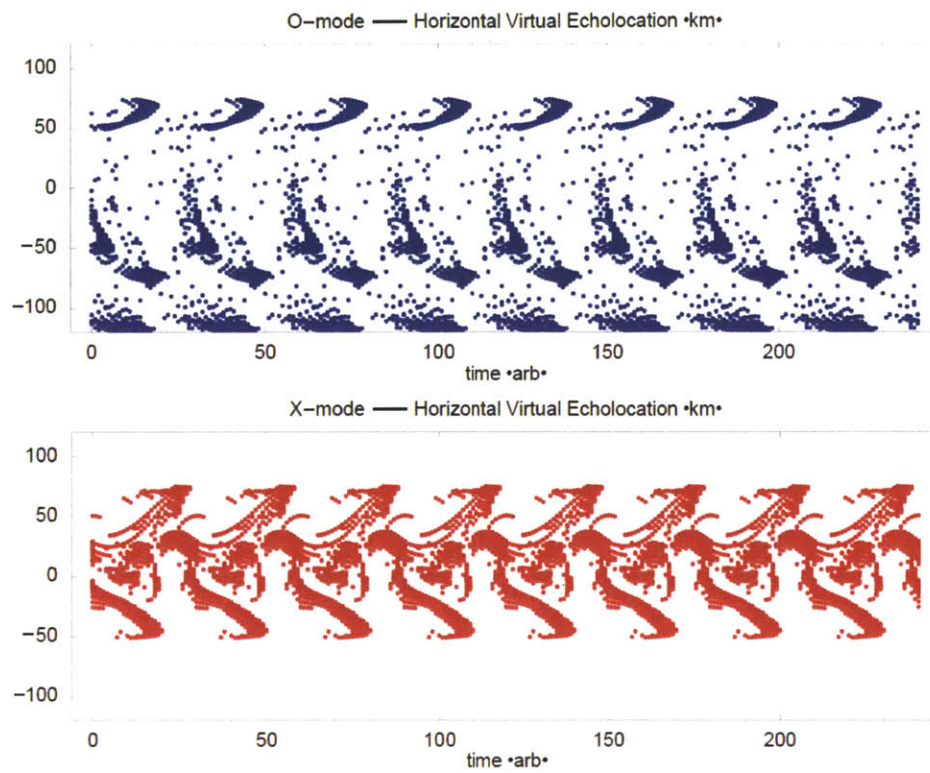 O−mode — Horizontal Virtual Echolocation •km•
100
50
0
−50
−100
0 50 100 150 200
time •arb•
X−mode — Horizontal Virtual Echolocation •km•
100
50
0
−50
−100
0 50 100 150 200
time •arb•